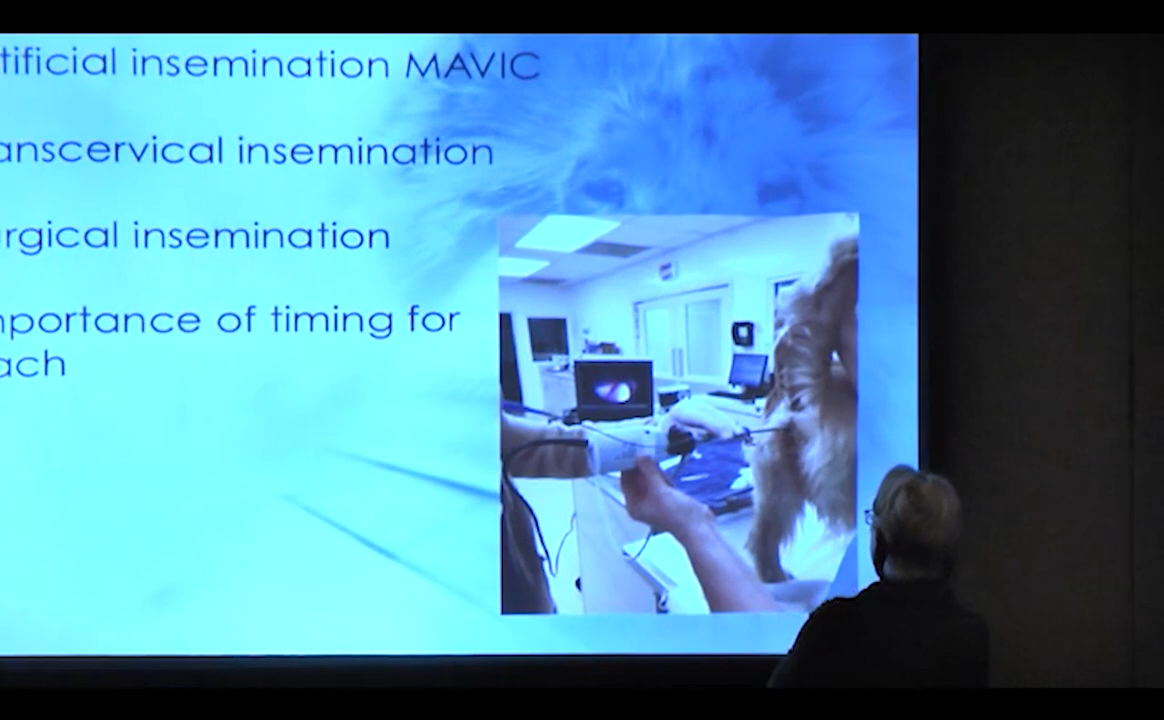 tificial insemination MAVIC
anscervical insemination
rgical insemination
portance of timing for
ach